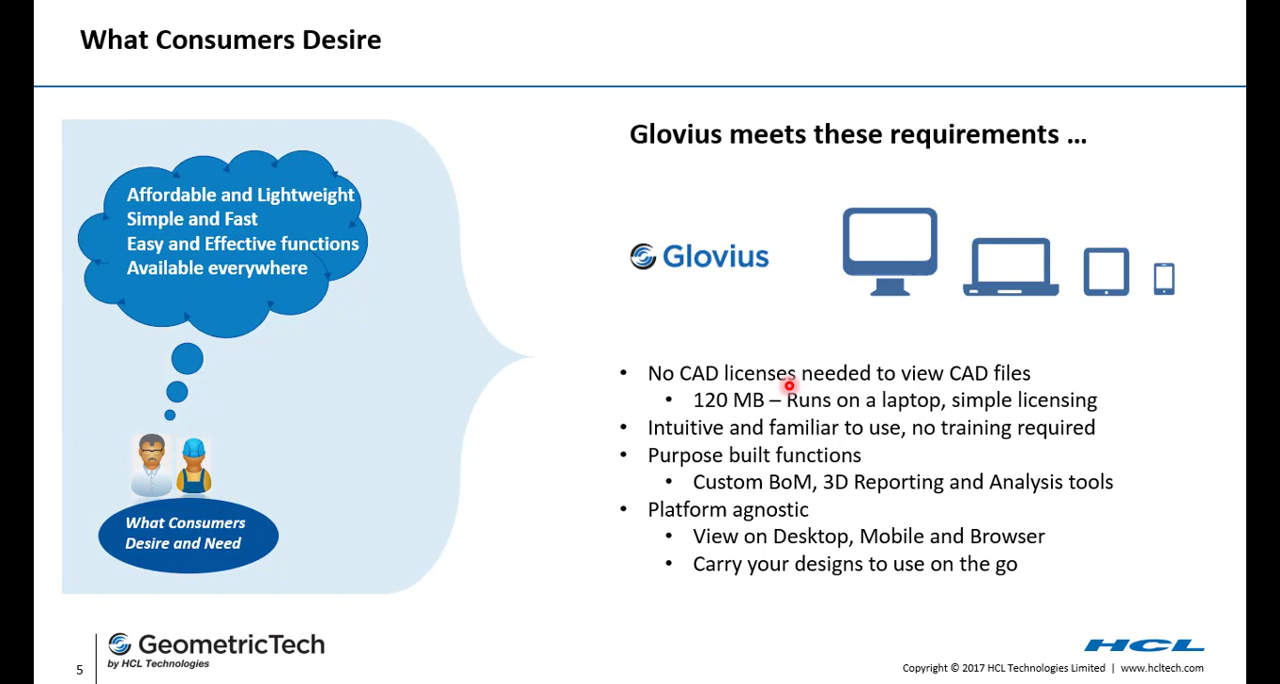 What Consumers Desire
Affordable and Lightweight
Simple and Fast
Easy and Effective functions
Available everywhere
What Consumers
Desire and Need
Glovius meets these requirements ...
Glovius
• No CAD licenses needed to view CAD files
• 120 MB – Runs on a laptop, simple licensing
• Intuitive and familiar to use, no training required
• Purpose built functions
• Custom BoM, 3D Reporting and Analysis tools
• Platform agnostic
• View on Desktop, Mobile and Browser
• Carry your designs to use on the go
5
GeometricTech
by HCL Technologies
HCL
Copyright © 2017 HCL Technologies Limited | www.hcltech.com